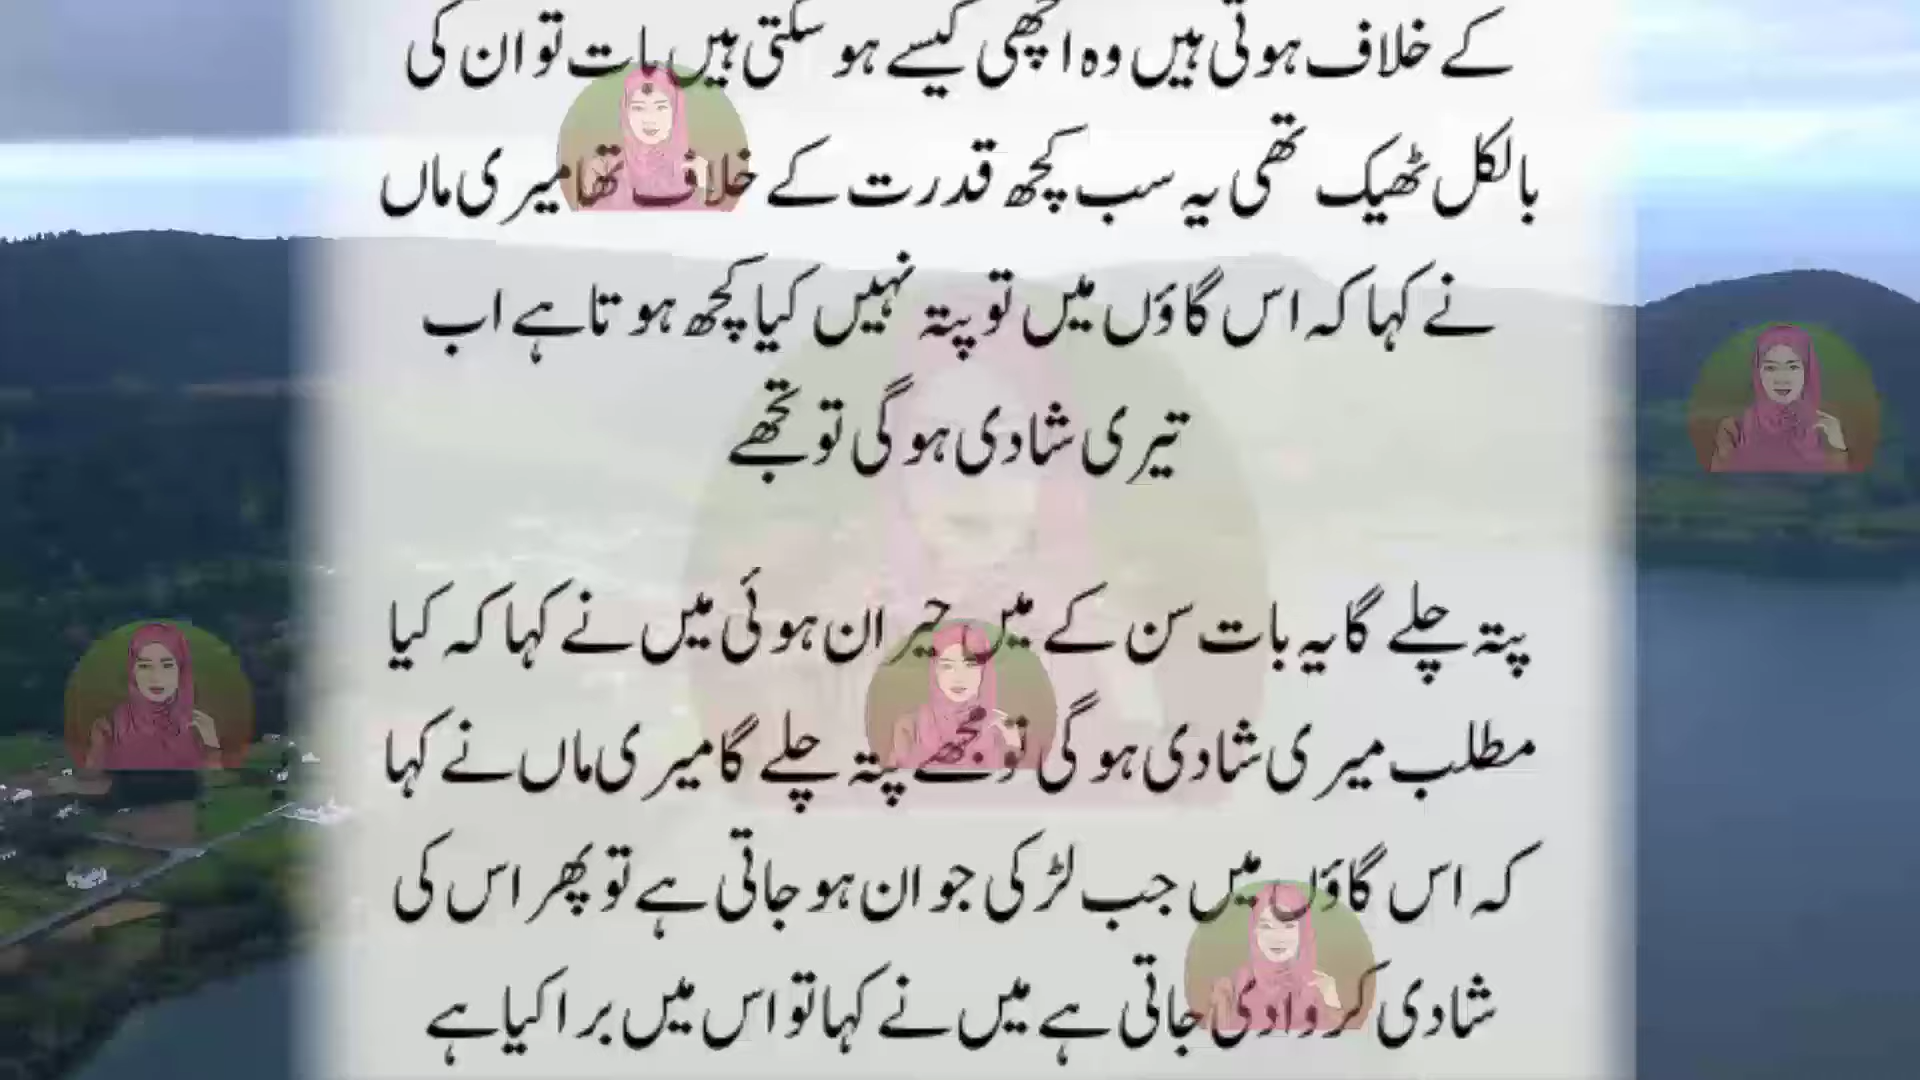 کے خلاف ہوتی ہیں وہ اچھی کیسے ہو سکتی ہیں بات تو ان کی
بالکل ٹھیک تھی یہ سب کچھ قدرت کے خلاف تھا میری ماں
نے کہا کہ اس گاؤں میں تو پتہ نہیں کیا کچھ ہوتا ہے اب
تیری شادی ہو گی تو تجھے
پتہ چلے گا یہ بات سن کے میں حیران ہوئی میں نے کہا کہ کیا
مطلب میری شادی ہو گی تو مجھے پتہ چلے گا میری ماں نے کہا
کہ اس گاؤں میں جب لڑکی جوان ہو جاتی ہے تو پھر اس کی
شادی کروا دی جاتی ہے میں نے کہا تو اس میں برا کیا ہے